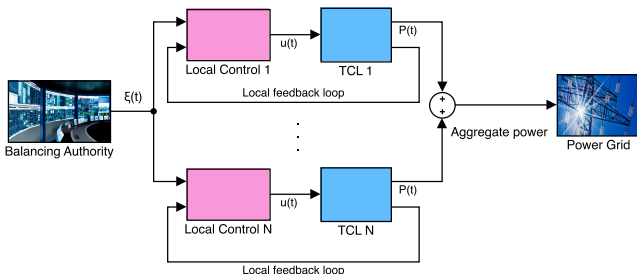 P(t)
u(t)
Local Control 1
TCL 1
Local feedback loop
ξ(t)
+
+
Aggregate power
Balancing Authority
Power Grid
P(t)
u(t)
Local Control N
TCL N
Local feedback loop